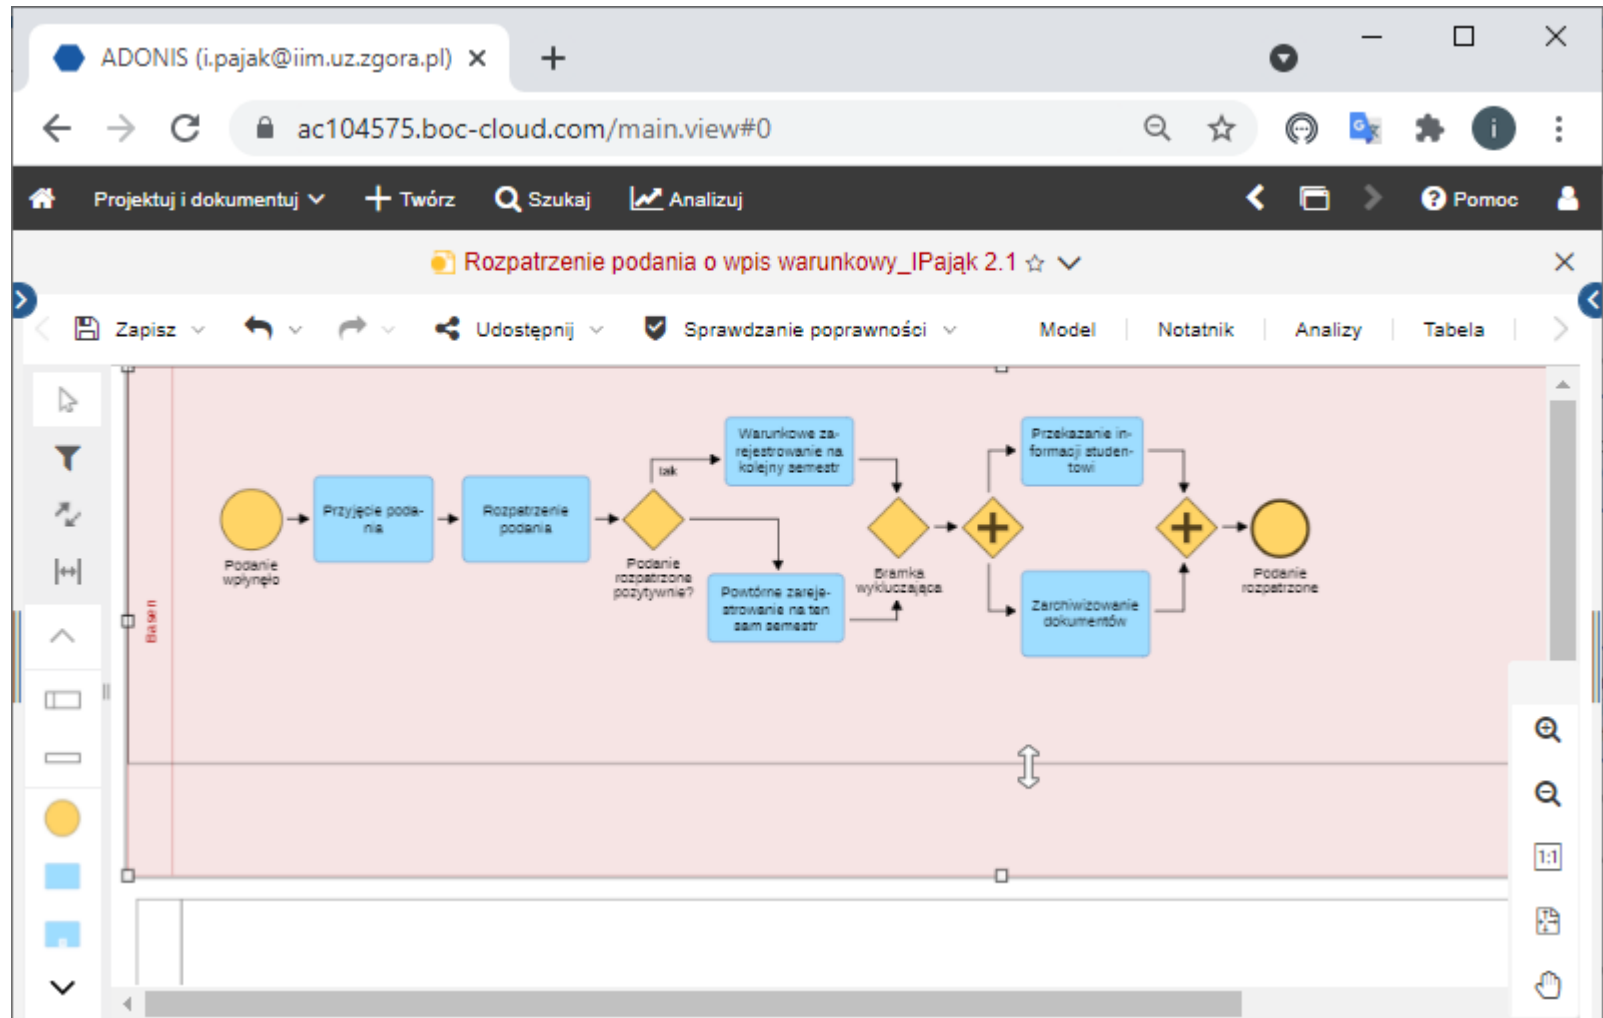 ADONIS (i.pajak@iim.uz.zgora.pl)
ac104575.boc-cloud.com/main.view#0
i
Projektuj i dokumentuj
Twórz
Szukaj
Analizuj
Pomoc
Rozpatrzenie podania o wpis warunkowy_IPająk 2.1
Zapisz
Udostępnij
Sprawdzanie poprawności
Model
Notatnik
Analizy
Tabela
Basen
Podanie
wpłynęło
Przyjęcie poda-
nia
Rozpatrzenie
podania
Podanie
rozpatrzone
pozytywnie?
tak
Warunkowe za-
rejestrowanie na
kolejny semestr
Powtórne zareje-
strowanie na ten
sam semestr
Bramka
wykluczająca
Przekazanie in-
formacji studen-
towi
Zarchiwizowanie
dokumentów
Podanie
rozpatrzone
1:1